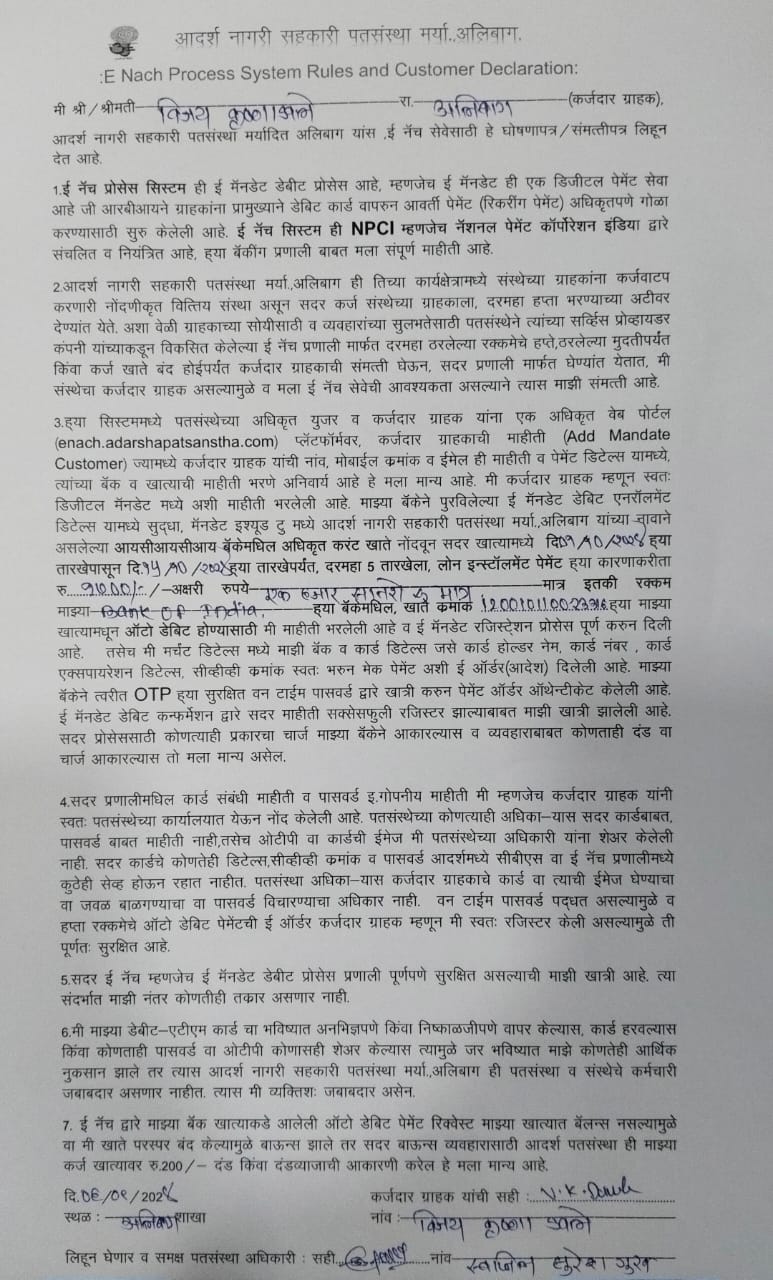 आदर्श नागरी सहकारी पतसंस्था मर्या.,अलिबाग.
:E Nach Process System Rules and Customer Declaration:
मी श्री/श्रीमती विजय कृष्णा रा. अलिबाग (कर्जदार ग्राहक),
आदर्श नागरी सहकारी पतसंस्था मर्यादित अलिबाग यांस ,ई नॅच सेवेसाठी हे घोषणापत्र/संमत्तीपत्र लिहून
देत आहे.
1.ई नॅच प्रोसेस सिस्टम ही ई मॅनडेट डेबीट प्रोसेस आहे, म्हणजेच ई मॅनडेट ही एक डिजीटल पेमेंट सेवा
आहे जी आरबीआयने ग्राहकांना प्रामुख्याने डेबिट कार्ड वापरुन आवर्ती पेमेंट (रिकरींग पेमेंट) अधिकृतपणे गोळा
करण्यासाठी सुरु केलेली आहे. ई नॅच सिस्टम ही NPCI म्हणजेच नॅशनल पेमेंट कॉर्पोरेशन इंडिया द्वारे
संचलित व नियंत्रित आहे, ह्या बॅकींग प्रणाली बाबत मला संपूर्ण माहीती आहे.
2.आदर्श नागरी सहकारी पतसंस्था मर्या.,अलिबाग ही तिच्या कार्यक्षेत्रामध्ये संस्थेच्या ग्राहकांना कर्जवाटप
करणारी नोंदणीकृत वित्तिय संस्था असून सदर कर्ज संस्थेच्या ग्राहकाला, दरमहा हप्ता भरण्याच्या अटीवर
देण्यांत येते. अशा वेळी ग्राहकाच्या सोयीसाठी व व्यवहारांच्या सुलभतेसाठी पतसंस्थेने त्यांच्या सर्व्हिस प्रोव्हायडर
कंपनी यांच्याकडून विकसित केलेल्या ई नॅच प्रणाली मार्फत दरमहा ठरलेल्या रक्कमेचे हप्ते,ठरलेल्या मुदतीपर्यंत
किंवा कर्ज खाते बंद होईपर्यंत कर्जदार ग्राहकाची संमत्ती घेऊन, सदर प्रणाली मार्फत घेण्यांत येतात, मी
संस्थेचा कर्जदार ग्राहक असल्यामुळे व मला ई नॅच सेवेची आवश्यकता असल्याने त्यास माझी संमत्ती आहे.
3.ह्या सिस्टममध्ये पतसंस्थेच्या अधिकृत युजर व कर्जदार ग्राहक यांना एक अधिकृत वेब पोर्टल
(enach.adarshapatsanstha.com) प्लॅटफॉर्मवर, कर्जदार ग्राहकाची माहीती (Add Mandate
Customer) ज्यामध्ये कर्जदार ग्राहक यांची नांव, मोबाईल क्रमांक व ईमेल ही माहीती व पेमेंट डिटेल्स यामध्ये,
त्यांच्या बॅंक व खात्याची माहीती भरणे अनिवार्य आहे हे मला मान्य आहे. मी कर्जदार ग्राहक म्हणून स्वतः
डिजीटल मॅनडेट मध्ये अशी माहीती भरलेली आहे. माझ्या बॅकेने पुरविलेल्या ई मॅनडेट डेबिट एनरॉलमेंट
डिटेल्स यामध्ये सुद्धा, मॅनडेट इश्यूड टु मध्ये आदर्श नागरी सहकारी पतसंस्था मर्या.,अलिबाग यांच्या नावाने
असलेल्या आयसीआयसीआय बॅंकेमधिल अधिकृत करंट खाते नोंदवून सदर खात्यामध्ये दि ह्या
तारखेपासून दि. ह्या तारखेपर्यंत, दरमहा 5 तारखेला, लोन इन्स्टॉलमेंट पेमेंट ह्या कारणाकरीता
रु. /-अक्षरी रुपये एक हजार सातशे रु मात्र मात्र इतकी रक्कम
माझ्या Bank of India. ह्या बॅकेमधिल, खाते क्रमांक ह्या माझ्या
खात्यामधून ऑटो डेबिट होण्यासाठी मी माहीती भरलेली आहे व ई मॅनडेट रजिस्टेशन प्रोसेस पूर्ण करुन दिली
आहे. तसेच मी मर्चंट डिटेल्स मध्ये माझी बॅंक व कार्ड डिटेल्स जसे कार्ड होल्डर नेम, कार्ड नंबर , कार्ड
एक्सपायरेशन डिटेल्स, सीव्हीव्ही क्रमांक स्वतः भरुन मेक पेमेंट अशी ई ऑर्डर(आदेश) दिलेली आहे. माझ्या
बॅकेने त्वरीत OTP ह्या सुरक्षित वन टाईम पासवर्ड द्वारे खात्री करुन पेमेंट ऑर्डर ऑथेन्टीकेट केलेली आहे.
ई मॅनडेट डेबिट कन्फर्मेशन द्वारे सदर माहीती सक्सेसफुली रजिस्टर झाल्याबाबत माझी खात्री झालेली आहे.
सदर प्रोसेससाठी कोणत्याही प्रकारचा चार्ज माझ्या बॅकेने आकारल्यास व व्यवहाराबाबत कोणताही दंड वा
चार्ज आकारल्यास तो मला मान्य असेल.
4.सदर प्रणालीमधिल कार्ड संबंधी माहीती व पासवर्ड इ.गोपनीय माहीती मी म्हणजेच कर्जदार ग्राहक यांनी
स्वतः पतसंस्थेच्या कार्यालयात येऊन नोंद केलेली आहे. पतसंस्थेच्या कोणत्याही अधिका–यास सदर कार्डबाबत,
पासवर्ड बाबत माहीती नाही,तसेच ओटीपी वा कार्डची ईमेज मी पतसंस्थेच्या अधिकारी यांना शेअर केलेली
नाही. सदर कार्डचे कोणतेही डिटेल्स,सीव्हीव्ही क्रमांक व पासवर्ड आदर्शमध्ये सीबीएस वा ई नॅच प्रणालीमध्ये
कुठेही सेव्ह होऊन रहात नाहीत. पतसंस्था अधिका–यास कर्जदार ग्राहकाचे कार्ड वा त्याची ईमेज घेण्याचा
वा जवळ बाळगण्याचा वा पासवर्ड विचारण्याचा अधिकार नाही. वन टाईम पासवर्ड पद्धत असल्यामुळे व
हप्ता रक्कमेचे ऑटो डेबिट पेमेंटची ई ऑर्डर कर्जदार ग्राहक म्हणून मी स्वतः रजिस्टर केली असल्यामुळे ती
पूर्णतः सुरक्षित आहे.
5.सदर ई नॅच म्हणजेच ई मॅनडेट डेबीट प्रोसेस प्रणाली पूर्णपणे सुरक्षित असल्याची माझी खात्री आहे. त्या
संदर्भात माझी नंतर कोणतीही तकार असणार नाही.
6.मी माझ्या डेबीट–एटीएम कार्ड चा भविष्यात अनभिज्ञपणे किंवा निष्काळजीपणे वापर केल्यास, कार्ड हरवल्यास
किंवा कोणताही पासवर्ड वा ओटीपी कोणासही शेअर केल्यास त्यामुळे जर भविष्यात माझे कोणतेही आर्थिक
नुकसान झाले तर त्यास आदर्श नागरी सहकारी पतसंस्था मर्या.,अलिबाग ही पतसंस्था व संस्थेचे कर्मचारी
जबाबदार असणार नाहीत. त्यास मी व्यक्तिशः जबाबदार असेन.
7. ई नॅच द्वारे माझ्या बॅक खात्याकडे आलेली ऑटो डेबिट पेमेंट रिक्वेस्ट माझ्या खात्यात बॅलन्स नसल्यामुळे
वा मी खाते परस्पर बंद केल्यामुळे बाऊन्स झाले तर सदर बाऊन्स व्यवहारासाठी आदर्श पतसंस्था ही माझ्या
कर्ज खात्यावर रु.200/– दंड किंवा दंडव्याजाची आकारणी करेल हे मला मान्य आहे.
दि. कर्जदार ग्राहक यांची सही :
स्थळ :– अलिबाग शाखा नांव :– विजय कृष्णा
लिहून घेणार व समक्ष पतसंस्था अधिकारी : सही नांव स्वप्निल सुरेश